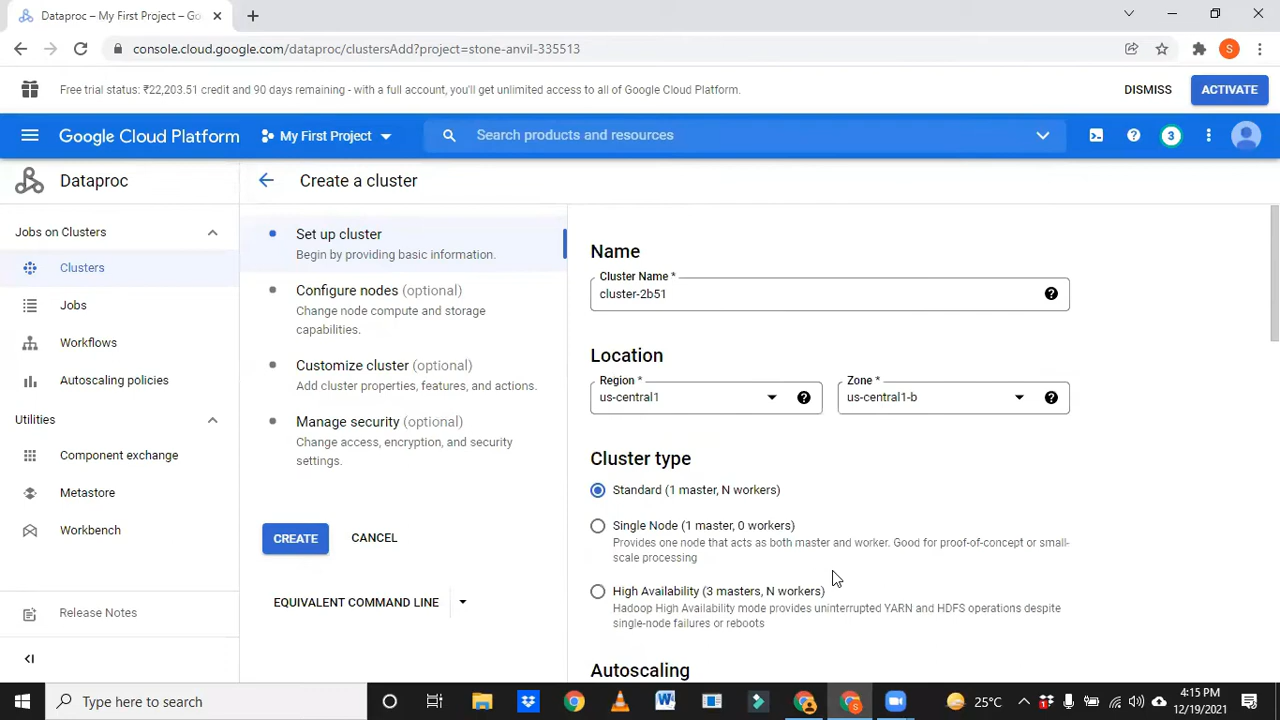 Dataproc – My First Project – Go
console.cloud.google.com/dataproc/clustersAdd?project=stone-anvil-335513
S
Free trial status: ₹22,203.51 credit and 90 days remaining - with a full account, you'll get unlimited access to all of Google Cloud Platform.
DISMISS
ACTIVATE
Google Cloud Platform
My First Project
Search products and resources
3
Dataproc
Create a cluster
Jobs on Clusters
Clusters
Jobs
Workflows
Autoscaling policies
Utilities
Component exchange
Metastore
Workbench
Release Notes
Set up cluster
Begin by providing basic information.
Configure nodes (optional)
Change node compute and storage
capabilities.
Customize cluster (optional)
Add cluster properties, features, and actions.
Manage security (optional)
Change access, encryption, and security
settings.
CREATE
CANCEL
EQUIVALENT COMMAND LINE
Name
Cluster Name *
cluster-2b51
Location
Region *
us-central1
Zone *
us-central1-b
Cluster type
Standard (1 master, N workers)
Single Node (1 master, 0 workers)
Provides one node that acts as both master and worker. Good for proof-of-concept or small-
scale processing
High Availability (3 masters, N workers)
Hadoop High Availability mode provides uninterrupted YARN and HDFS operations despite
single-node failures or reboots
Autoscaling
Type here to search
25°C
4:15 PM
12/19/2021